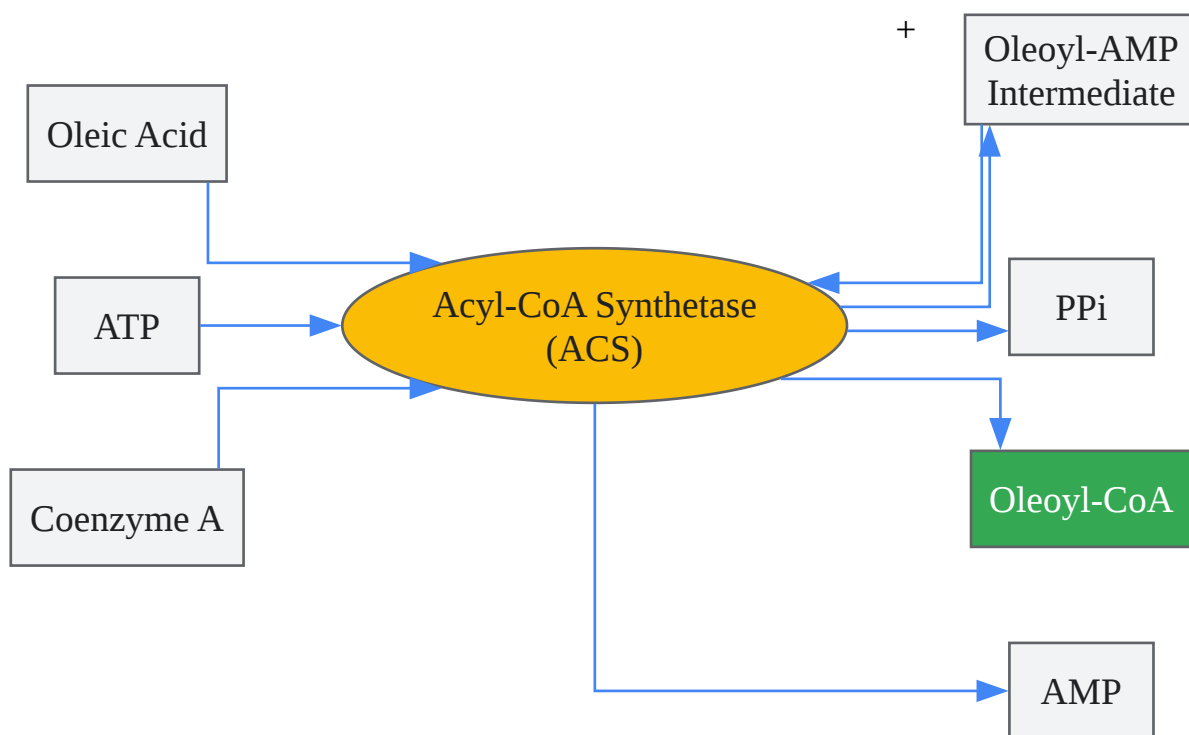 +
Oleoyl-AMP
Intermediate
Oleic Acid
ATP
Acyl-CoA Synthetase
(ACS)
PPi
Coenzyme A
Oleoyl-CoA
AMP